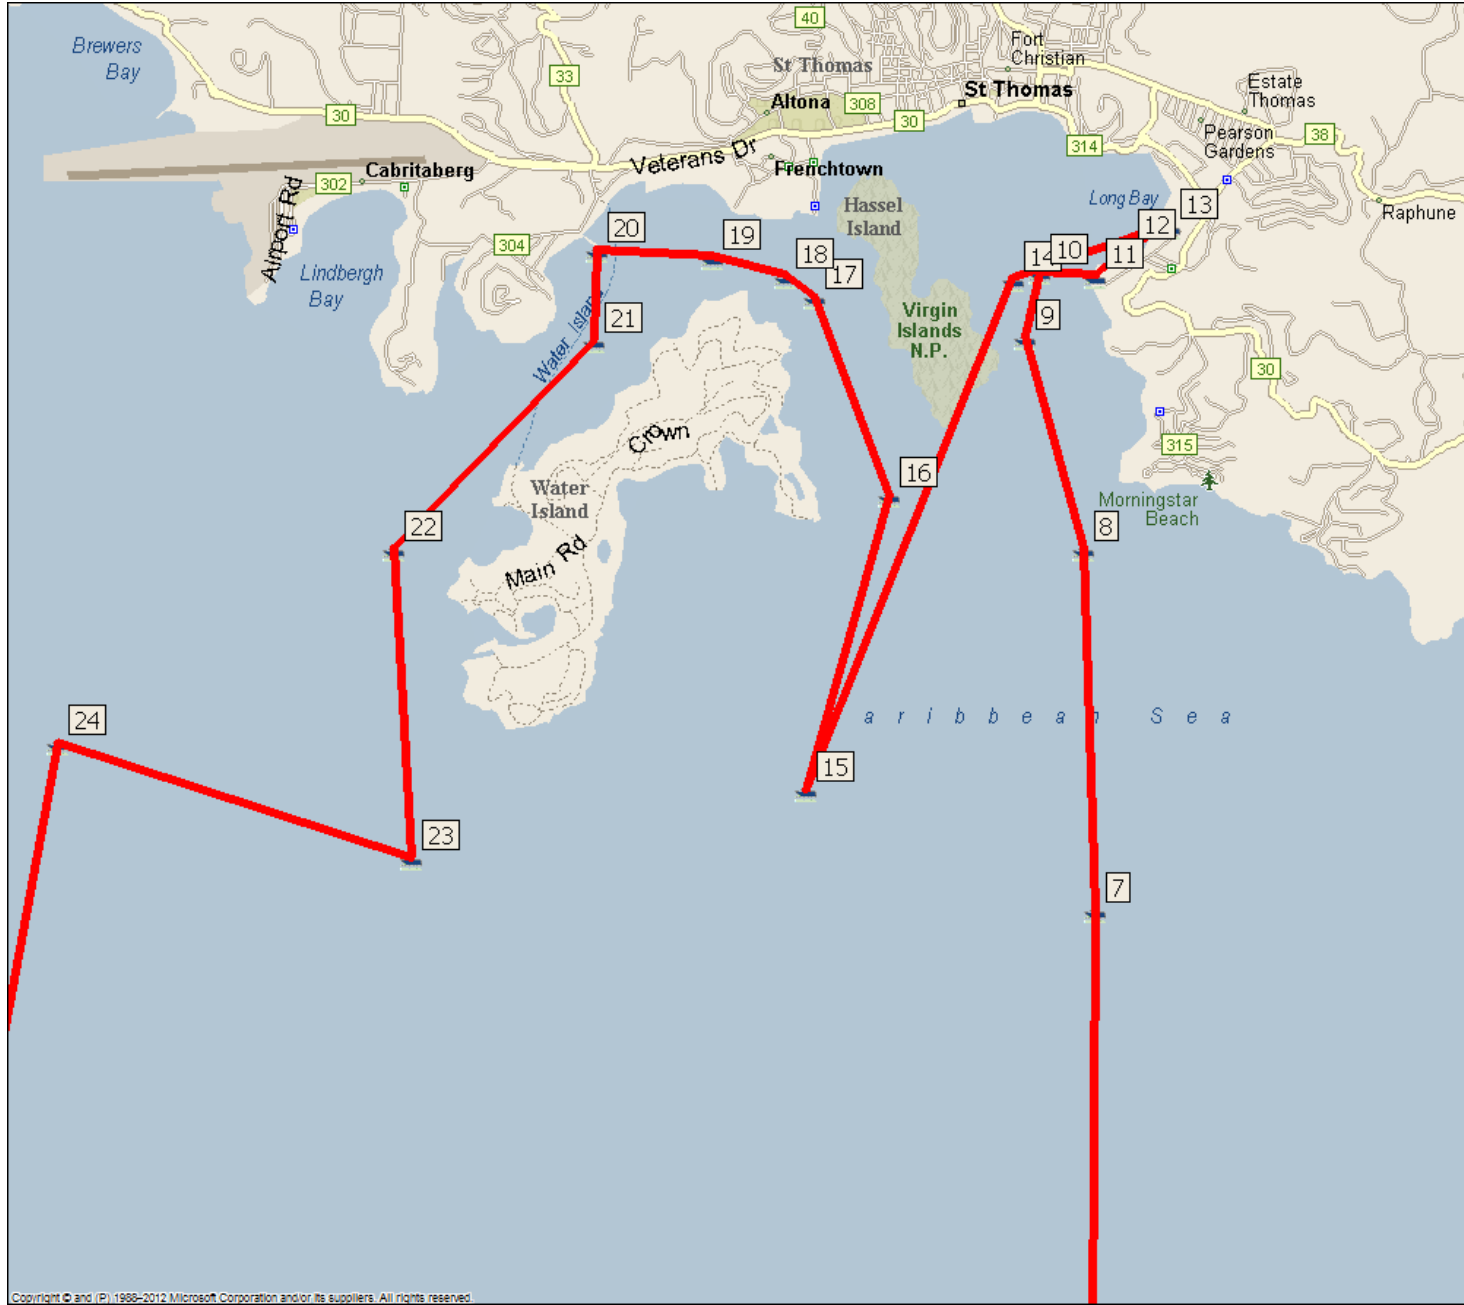 Brewers
Bay
40
Fort
Christian
33
St Thomas
Estate
Thomas
St Thomas
Altona
308
30
30
38
Pearson
Gardens
314
Veterans Dr
Frenchtown
Cabritaberg
302
Airport Rd
Long Bay
13
Raphune
Hassel
Island
12
20
304
19
18
14
10
11
17
Lindbergh
Bay
Water Islan
21
Virgin
Islands
N.P.
9
30
Crown
315
16
Water
Island
Morningstar
Beach
22
8
Main Rd
24
aribbean Sea
15
23
7
Copyright © and (P) 1988–2012 Microsoft Corporation and/or its suppliers. All rights reserved.